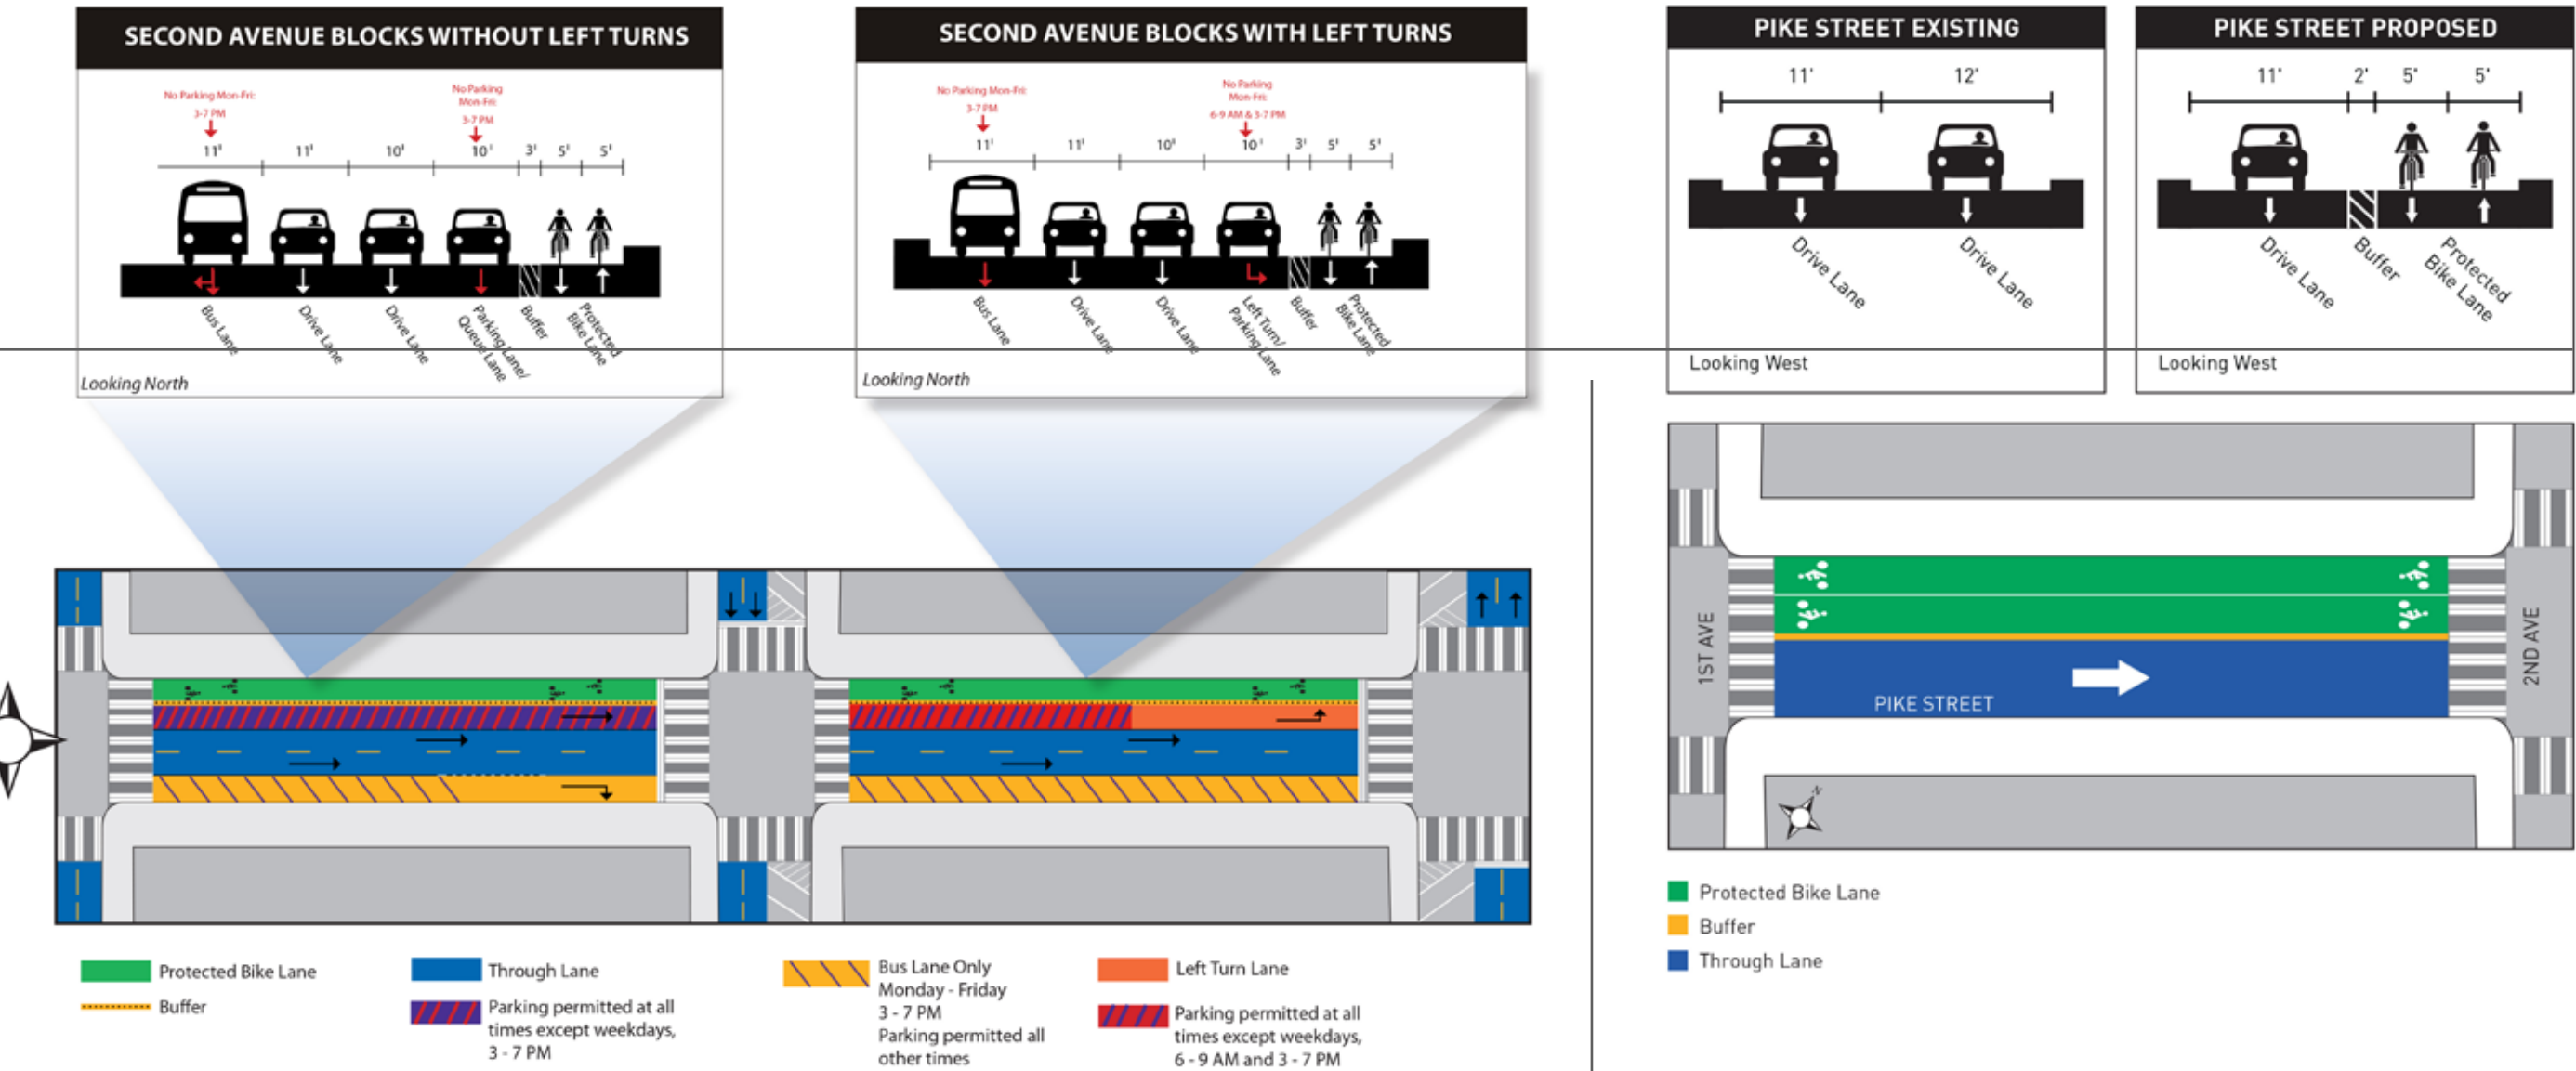 SECOND AVENUE BLOCKS WITHOUT LEFT TURNS
No Parking Mon-Fri:
3-7 PM
No Parking
Mon-Fri:
3-7 PM
11' 11' 10' 10' 3' 5' 5'
Bus Lane
Drive Lane
Drive Lane
Parking Lane/
Queue Lane
Buffer
Protected
Bike Lane
Looking North
SECOND AVENUE BLOCKS WITH LEFT TURNS
No Parking Mon-Fri:
3-7 PM
No Parking
Mon-Fri:
6-9 AM & 3-7 PM
11' 11' 10' 10' 3' 5' 5'
Bus Lane
Drive Lane
Drive Lane
Left Turn/
Parking Lane
Buffer
Protected
Bike Lane
Looking North
PIKE STREET EXISTING
11' 12'
Drive Lane
Drive Lane
Looking West
PIKE STREET PROPOSED
11' 2' 5' 5'
Drive Lane
Buffer
Protected
Bike Lane
Looking West
1ST AVE
PIKE STREET
2ND AVE
N
Protected Bike Lane
Buffer
Through Lane
Parking permitted at all
times except weekdays,
3 - 7 PM
Bus Lane Only
Monday - Friday
3 - 7 PM
Parking permitted all
other times
Left Turn Lane
Parking permitted at all
times except weekdays,
6 - 9 AM and 3 - 7 PM
Protected Bike Lane
Buffer
Through Lane